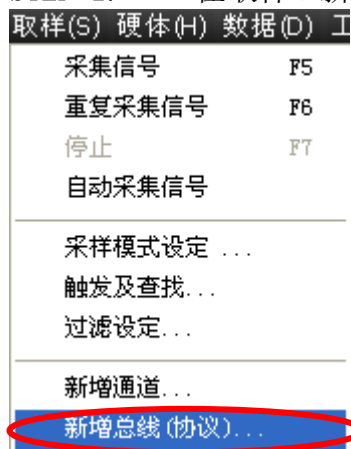 取样(S) 硬体(H) 数据(D)
采集信号 F5
重复采集信号 F6
停止 F7
自动采集信号
采样模式设定 ...
触发及查找...
过滤设定...
新增通道...
新增总线(协议)...